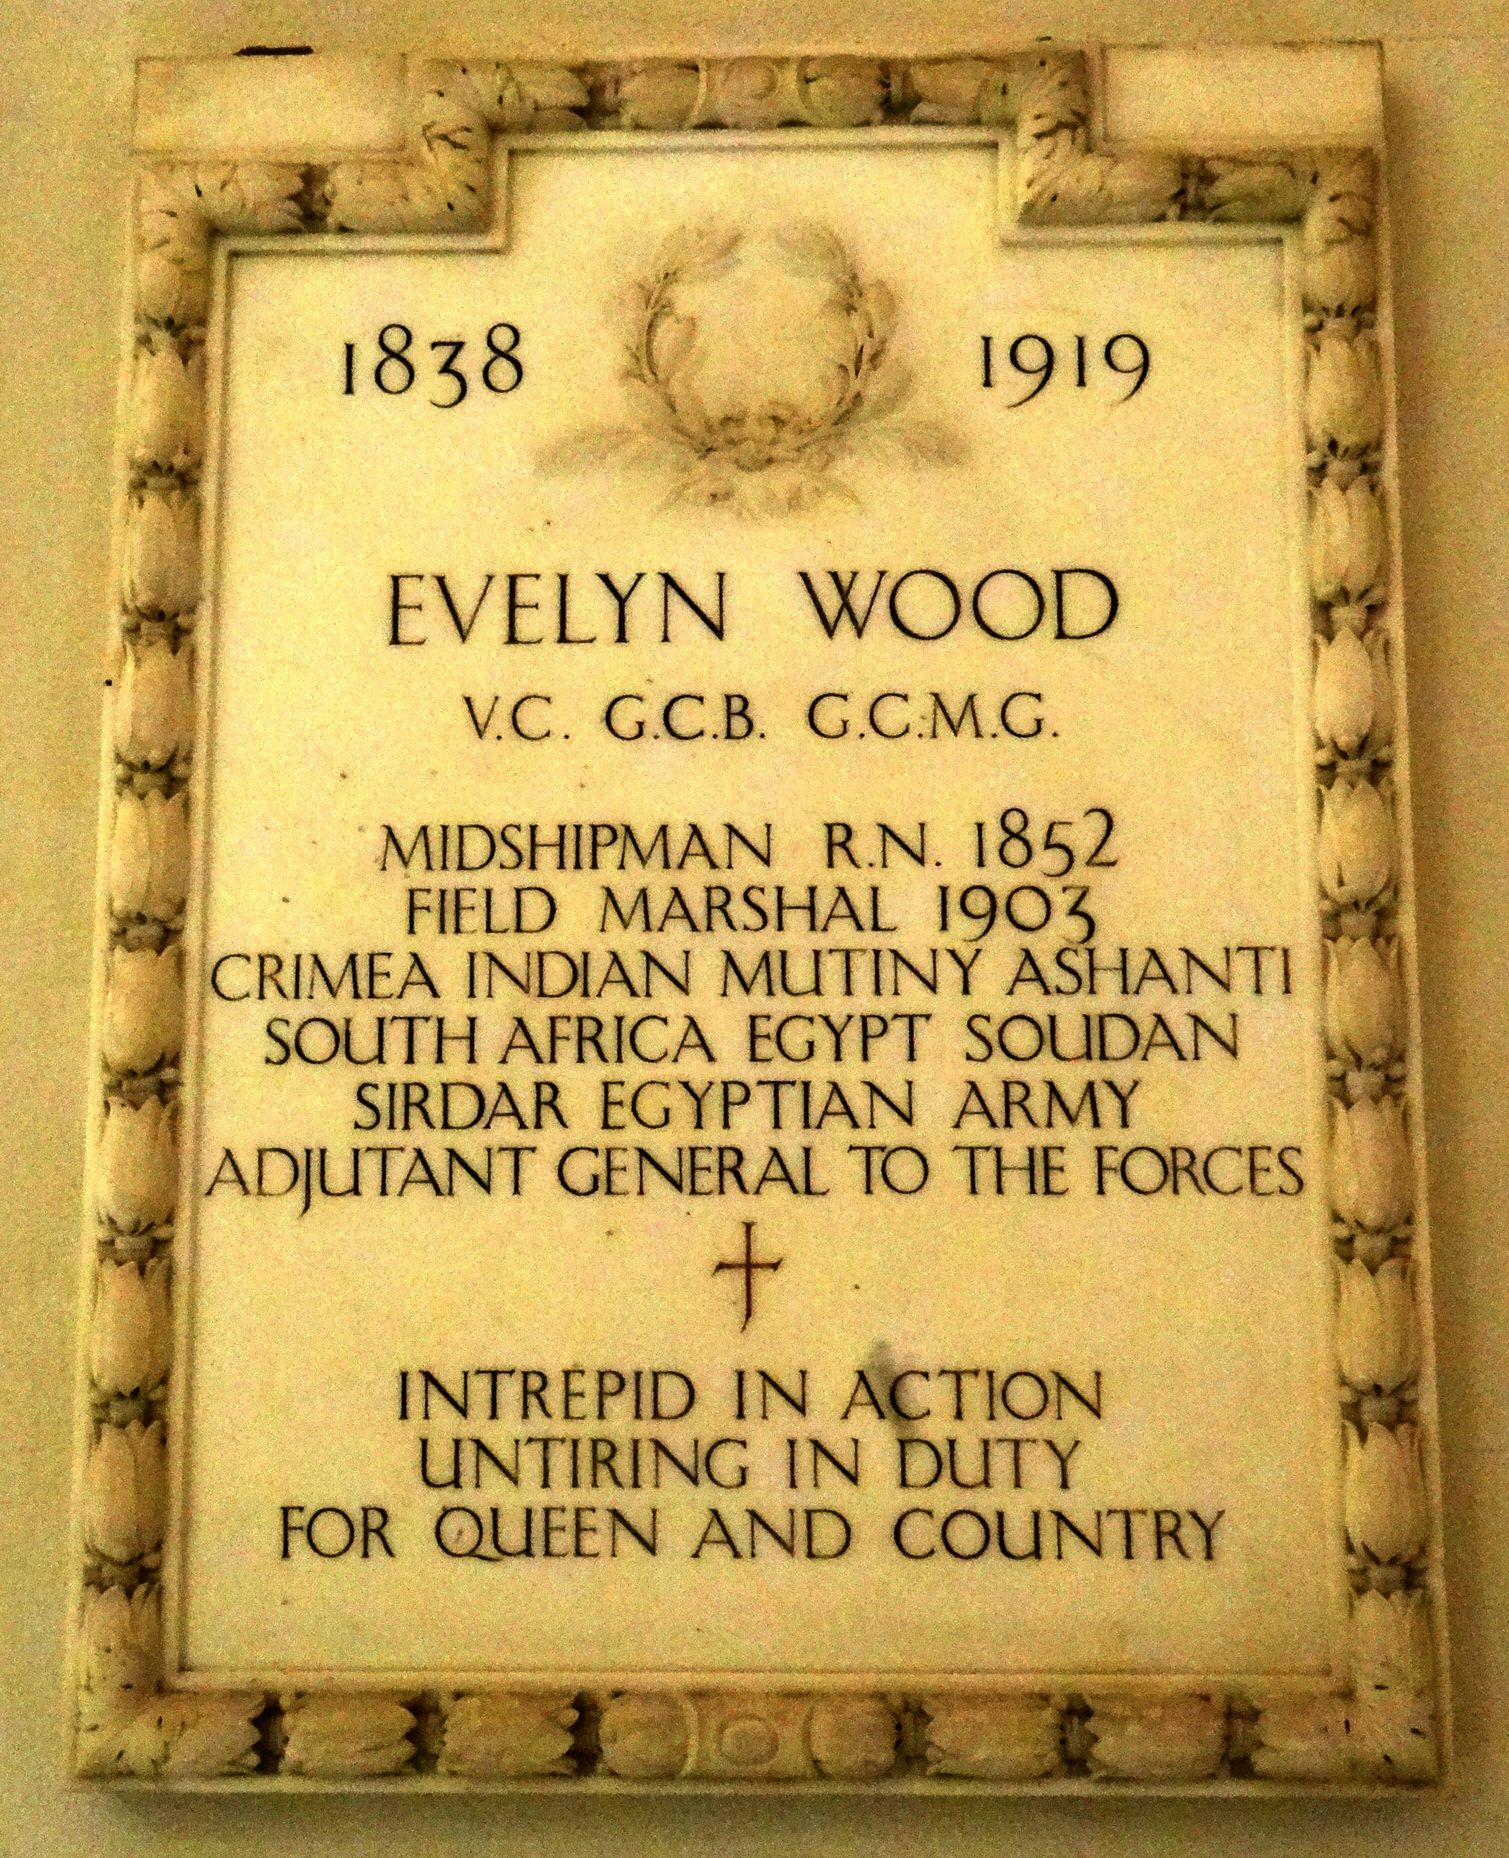 1838 1919
EVELYN WOOD
V.C. G.C.B. G.C.M.G.
MIDSHIPMAN R.N. 1852
FIELD MARSHAL 1903
CRIMEA INDIAN MUTINY ASHANTI
SOUTH AFRICA EGYPT SOUDAN
SIRDAR EGYPTIAN ARMY
ADJUTANT GENERAL TO THE FORCES
INTREPID IN ACTION
UNTIRING IN DUTY
FOR QUEEN AND COUNTRY